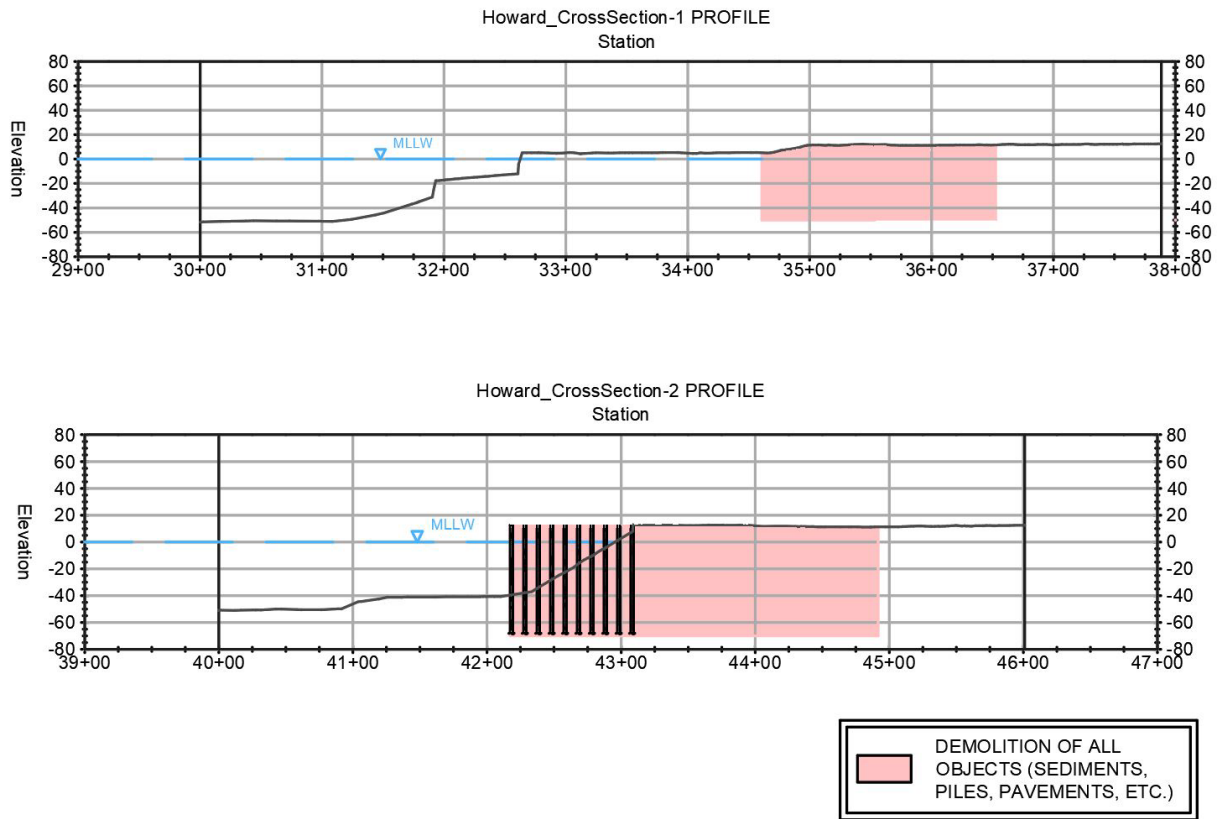 Howard_CrossSection-1 PROFILE
Station
80 80
60 60
40 40
20 20
MLLW
0 0
-20 -20
-40 -40
-60 -60
-80 -80
Elevation
29+00 30+00 31+00 32+00 33+00 34+00 35+00 36+00 37+00 38+00
Howard_CrossSection-2 PROFILE
Station
80 80
60 60
40 40
20 20
MLLW
0 0
-20 -20
-40 -40
-60 -60
-80 -80
Elevation
39+00 40+00 41+00 42+00 43+00 44+00 45+00 46+00 47+00
DEMOLITION OF ALL
OBJECTS (SEDIMENTS,
PILES, PAVEMENTS, ETC.)